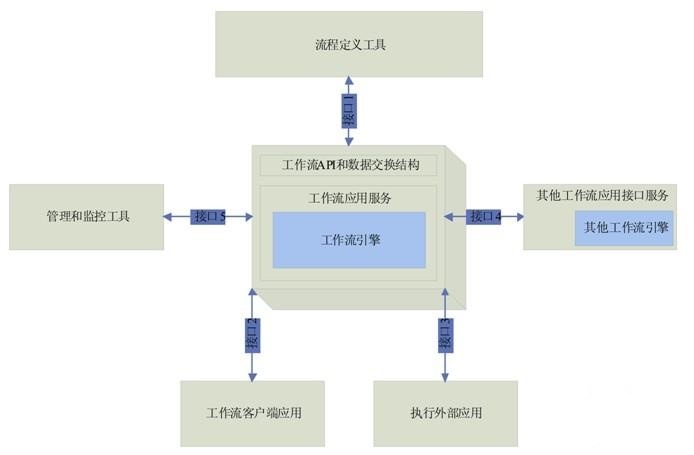 流程定义工具
接口1
工作流API和数据交换结构
工作流应用服务
工作流引擎
管理和监控工具
接口5
接口4
其他工作流应用接口服务
其他工作流引擎
接口2
接口3
工作流客户端应用
执行外部应用